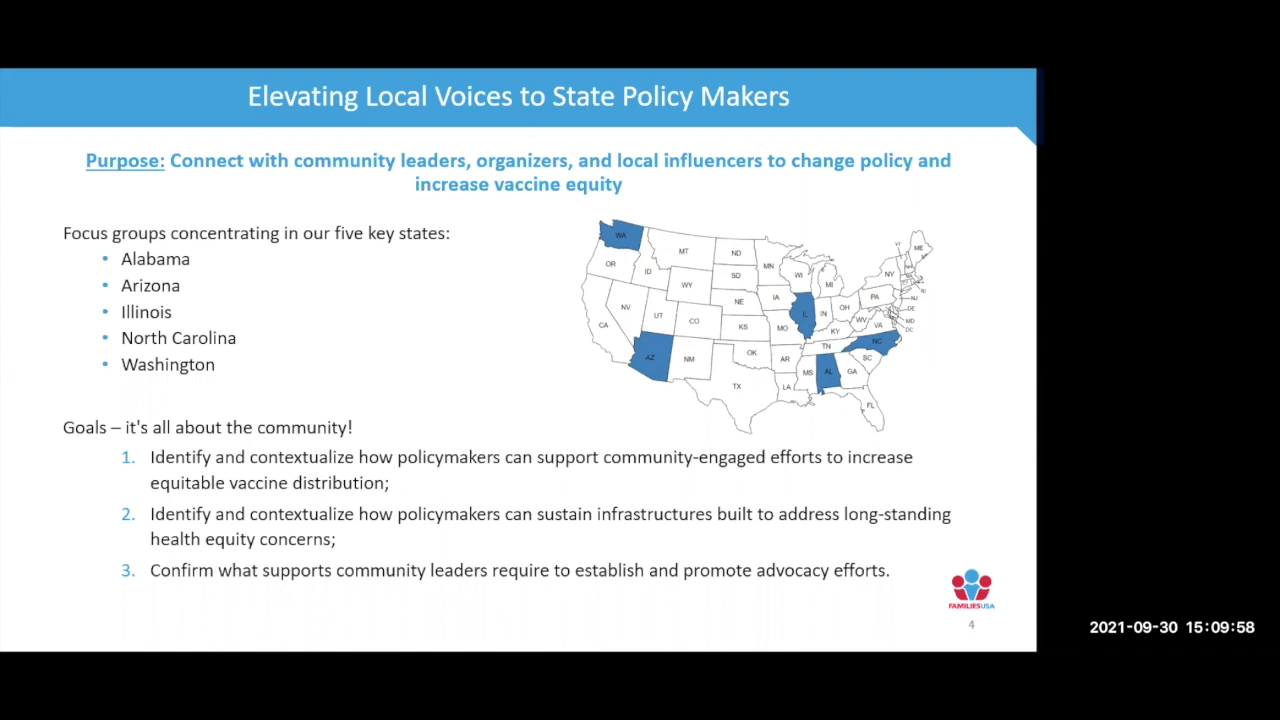 Elevating Local Voices to State Policy Makers
Purpose: Connect with community leaders, organizers, and local influencers to change policy and
increase vaccine equity
Focus groups concentrating in our five key states:
• Alabama
• Arizona
• Illinois
• North Carolina
• Washington
WA
MT
ND
MN
OR
ID
WY
SD
WI
MI
NY
VT
ME
NV
UT
CO
NE
IA
IL
IN
OH
PA
NJ
DE
MD
DC
CA
KS
MO
KY
WV
VA
AZ
NM
OK
AR
TN
NC
SC
TX
LA
MS
AL
GA
FL
Goals – it's all about the community!
1. Identify and contextualize how policymakers can support community-engaged efforts to increase
equitable vaccine distribution;
2. Identify and contextualize how policymakers can sustain infrastructures built to address long-standing
health equity concerns;
3. Confirm what supports community leaders require to establish and promote advocacy efforts.
FAMILIESUSA
4
2021-09-30 15:09:58